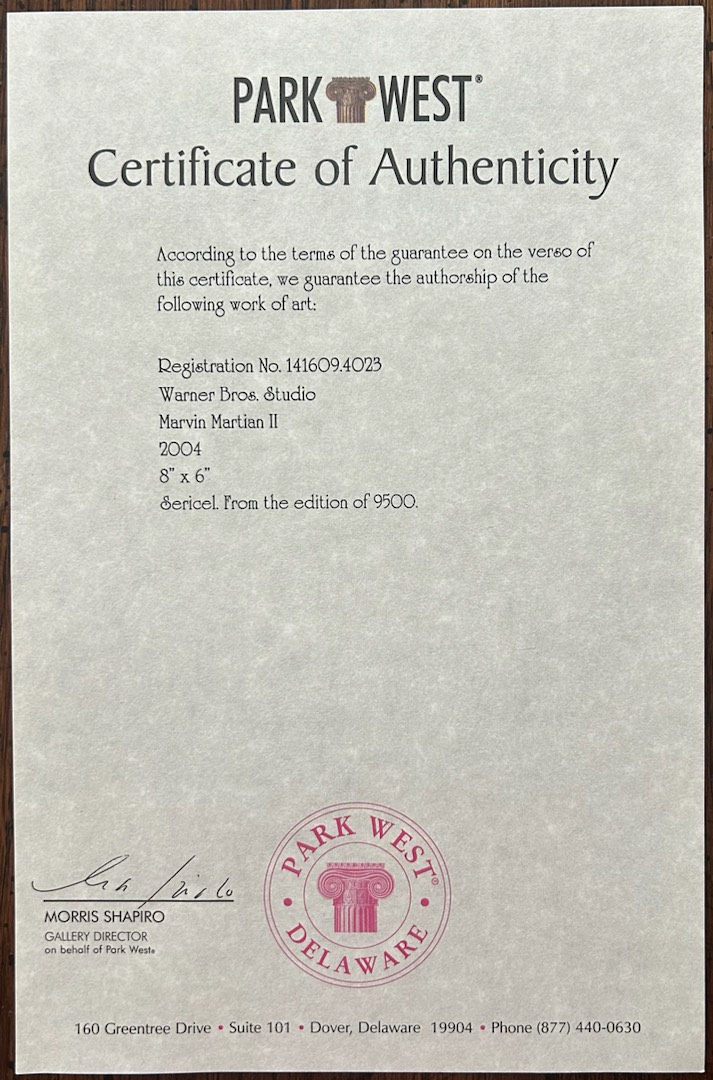 PARK WEST®
Certificate of Authenticity
According to the terms of the guarantee on the verso of
this certificate, we guarantee the authorship of the
following work of art:
Registration No. 141609.4023
Warner Bros. Studio
Marvin Martian II
2004
8” x 6”
Sericel. From the edition of 9500.
PARK WEST®
• DELAWARE •
MORRIS SHAPIRO
GALLERY DIRECTOR
on behalf of Park West®
160 Greentree Drive • Suite 101 • Dover, Delaware 19904 • Phone (877) 440-0630